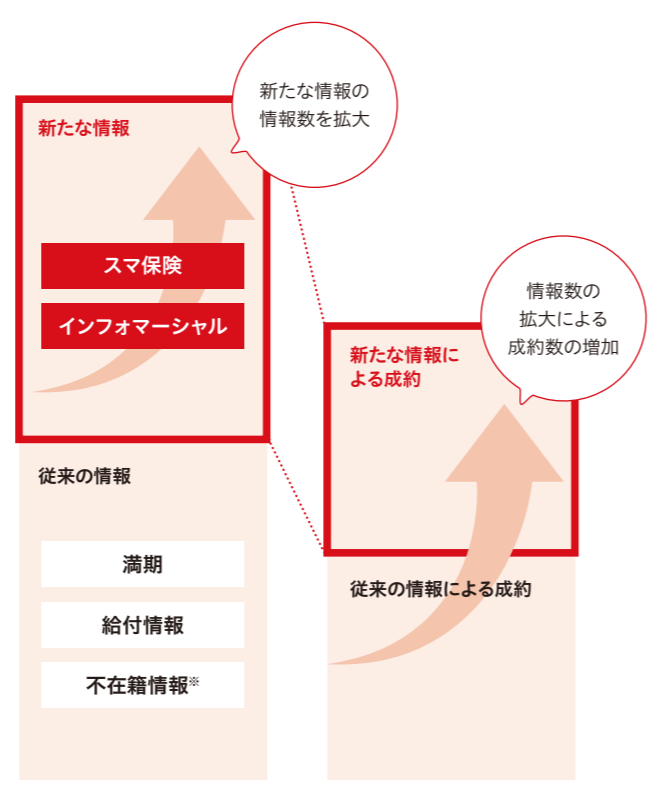 新たな情報の
情報数を拡大
新たな情報
スマ保険
インフォマーシャル
従来の情報
満期
給付情報
不在籍情報※
情報数の
拡大による
成約数の増加
新たな情報に
よる成約
従来の情報による成約